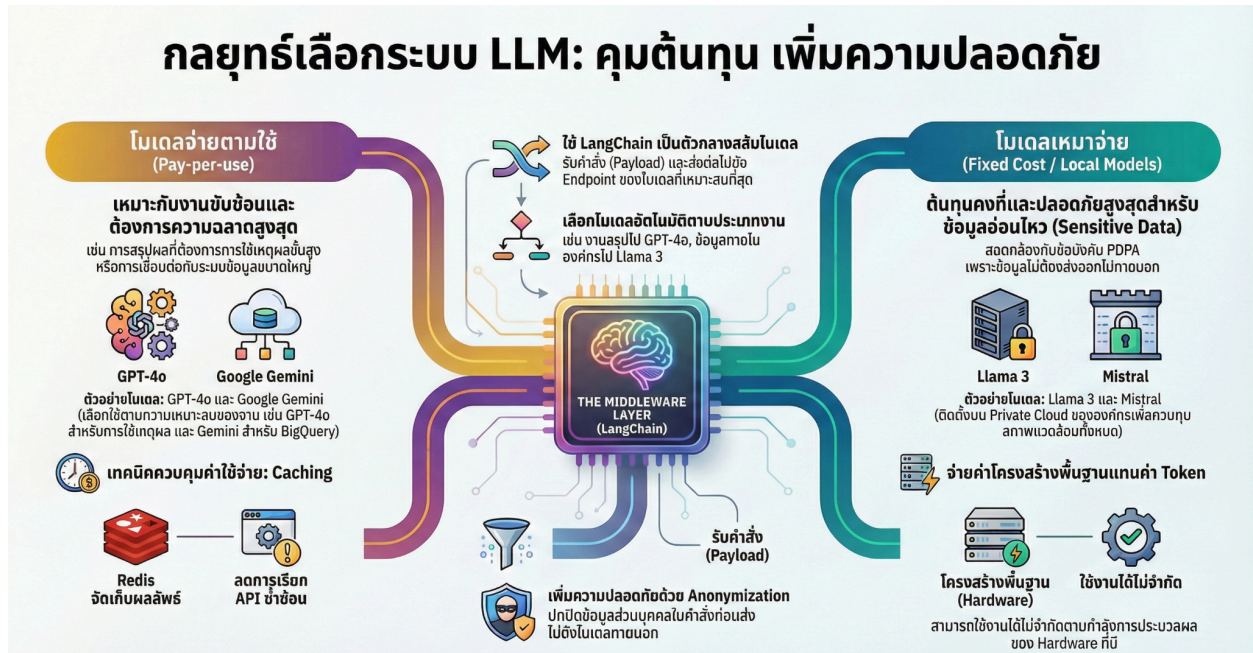 กลยุทธ์เลือกระบบ LLM: คุมต้นทุน เพิ่มความปลอดภัย
โมเดลจ่ายตามใช้
(Pay-per-use)
เหมาะกับงานขับซ้อนและ
ต้องการความฉลาดสูงสุด
เช่น การสรุปผลที่ต้องการการใช้เหตุผลขั้นสูง
หรือการเชื่อบต่อทับระมบข้อมูลขบาดใหญ่
GPT-4o
Google Gemini
ตัวอย่างโนเดล: GPT-4o และ Google Gemini
(เลือกใช้ตามกวามเหนาะลบของจาน เช่น GPT-4o
สำหรับการใช้เทตุผล และ Gemini สำหรับ BigQuery)
เทคนิคควบคุมค่าใช้จ่าย: Caching
Redis
จัดเก็บผลลัพธ์
ลดการเรียก
API ซ้ำซ้อน
ใช้ LangChain เป็นตัวกลางสลัมไนเดล
รับคำสั่ง (Payload) และส่งต่อไปขัง
Endpoint ของใบเดลที่เหมาะสนที่สุด
เลือกโมเดลอัตโนมัติตาบประเภทงาน
เช่น งานลรุปไป GPT-4o, ข้อมูลทายใน
องค์กรไป Llama 3
THE MIDDLEWARE
LAYER
(LangChain)
รับคำสั่ง
(Payload)
เพิ่มความปลอดทัยด้วย Anonymization
ปกปิดข้อมูลส่วนบุคคลใบคำสั่งท่อนส่ง
ไม่ตังไนเดลทายนอก
โมเดลเหมาจ่าย
(Fixed Cost / Local Models)
ต้นทุนคงที่และปลอดภัยสูงสุดสำหรับ
ข้อมูลอ่อนไหว (Sensitive Data)
สอดกล้องกับข้อบังคับ PDPA
เพราะข้อมูลไม่ต้องส่งออกไม่ทาดบอก
Llama 3
Mistral
ตัวอย่างโนเดล: Llama 3 และ Mistral
(ติดตั้งบน Private Cloud ขององค์กรเพื่อควบทุบ
สภาพแวดล้อมทั้งหมด)
จ่ายค่าโครงสร้างพื้นฐานแทนค่า Token
โครงสร้างพื้นฐาน
(Hardware)
ใช้งานได้ไม่จำกัด
สามารถใช้งานได้ไม่จำกัดตามกำลังการประบวลผล
ของ Hardware ที่บี